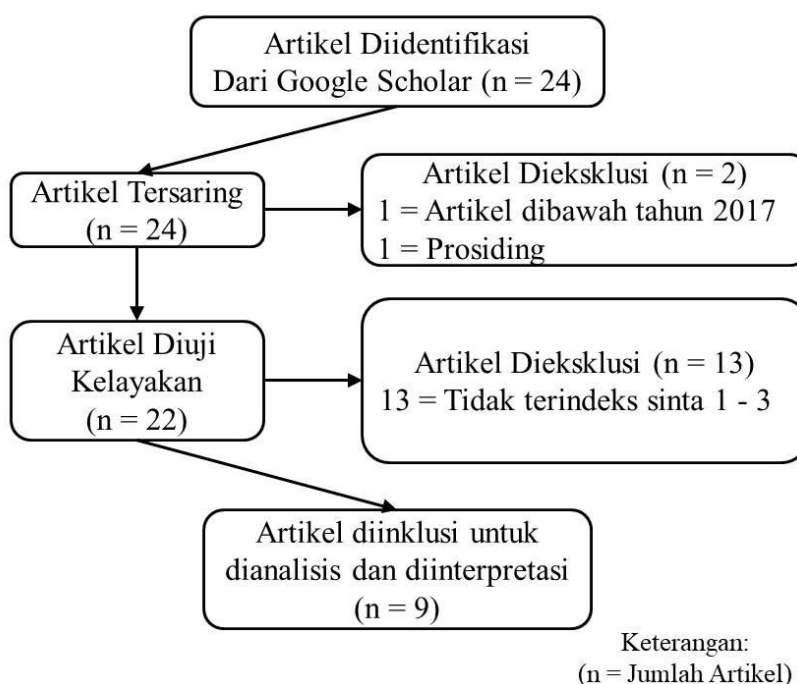 Artikel Diidentifikasi
Dari Google Scholar (n = 24)
Artikel Tersaring
(n = 24)
Artikel Dieksklusi (n = 2)
1 = Artikel dibawah tahun 2017
1 = Prosiding
Artikel Diuji
Kelayakan
(n = 22)
Artikel Dieksklusi (n = 13)
13 = Tidak terindeks sinta 1 - 3
Artikel diinklusi untuk
dianalisis dan diinterpretasi
(n = 9)
Keterangan:
(n = Jumlah Artikel)